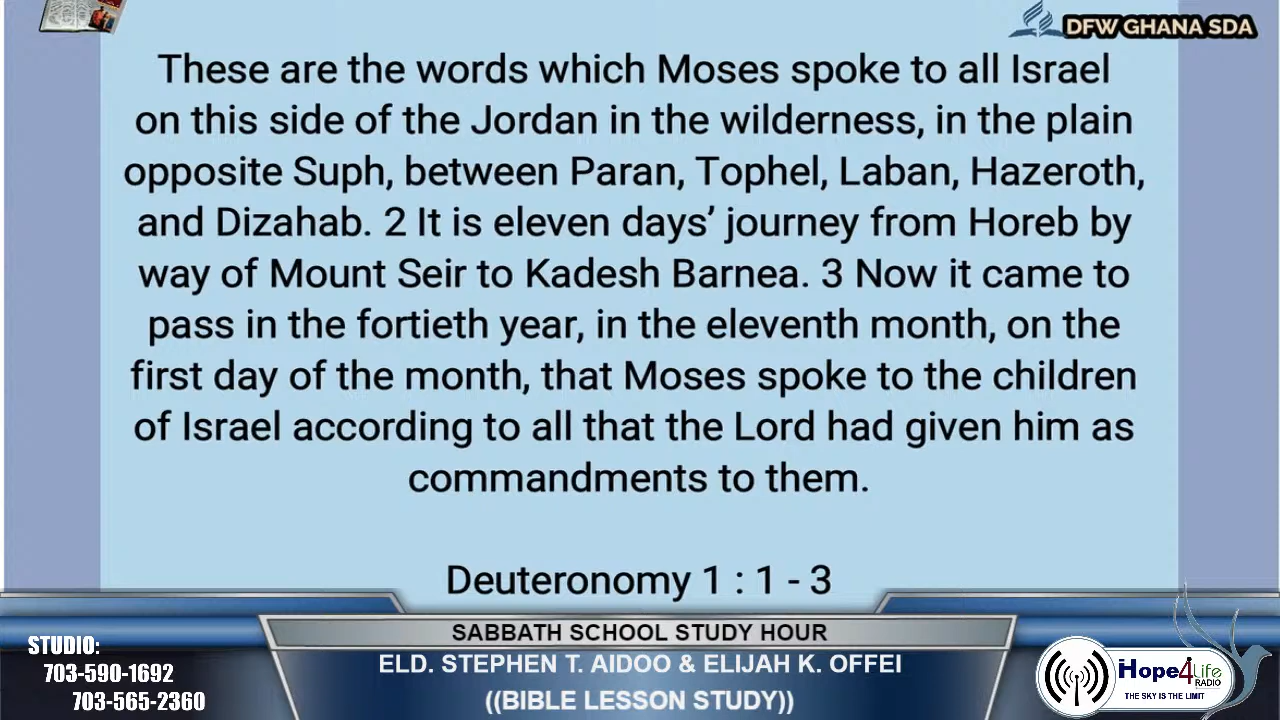 DFW GHANA SDA
These are the words which Moses spoke to all Israel
on this side of the Jordan in the wilderness, in the plain
opposite Suph, between Paran, Tophel, Laban, Hazeroth,
and Dizahab. 2 It is eleven days’ journey from Horeb by
way of Mount Seir to Kadesh Barnea. 3 Now it came to
pass in the fortieth year, in the eleventh month, on the
first day of the month, that Moses spoke to the children
of Israel according to all that the Lord had given him as
commandments to them.
Deuteronomy 1 : 1 - 3
SABBATH SCHOOL STUDY HOUR
ELD. STEPHEN T. AIDOO & ELIJAH K. OFFEI
((BIBLE LESSON STUDY))
STUDIO:
703-590-1692
703-565-2360
Hope4Life
RADIO
THE SKY IS THE LIMIT